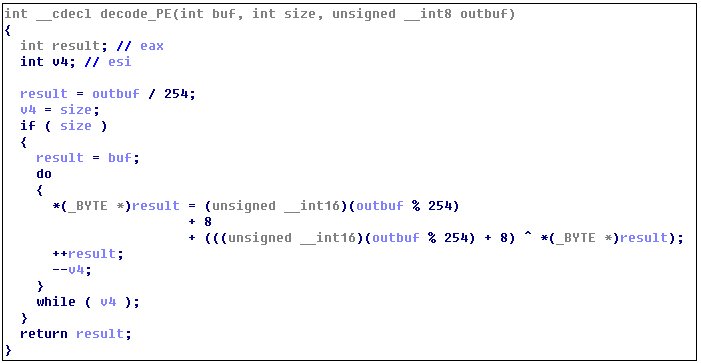 int __cdecl decode_PE(int buf, int size, unsigned __int8 outbuf)
{
  int result; // eax
  int v4; // esi

  result = outbuf / 254;
  v4 = size;
  if ( size )
  {
    result = buf;
    do
    {
      *(_BYTE *)result = (unsigned __int16)(outbuf % 254)
                       + 8
                       + (((unsigned __int16)(outbuf % 254) + 8) ^ *(_BYTE *)result);
      ++result;
      --v4;
    }
    while ( v4 );
  }
  return result;
}